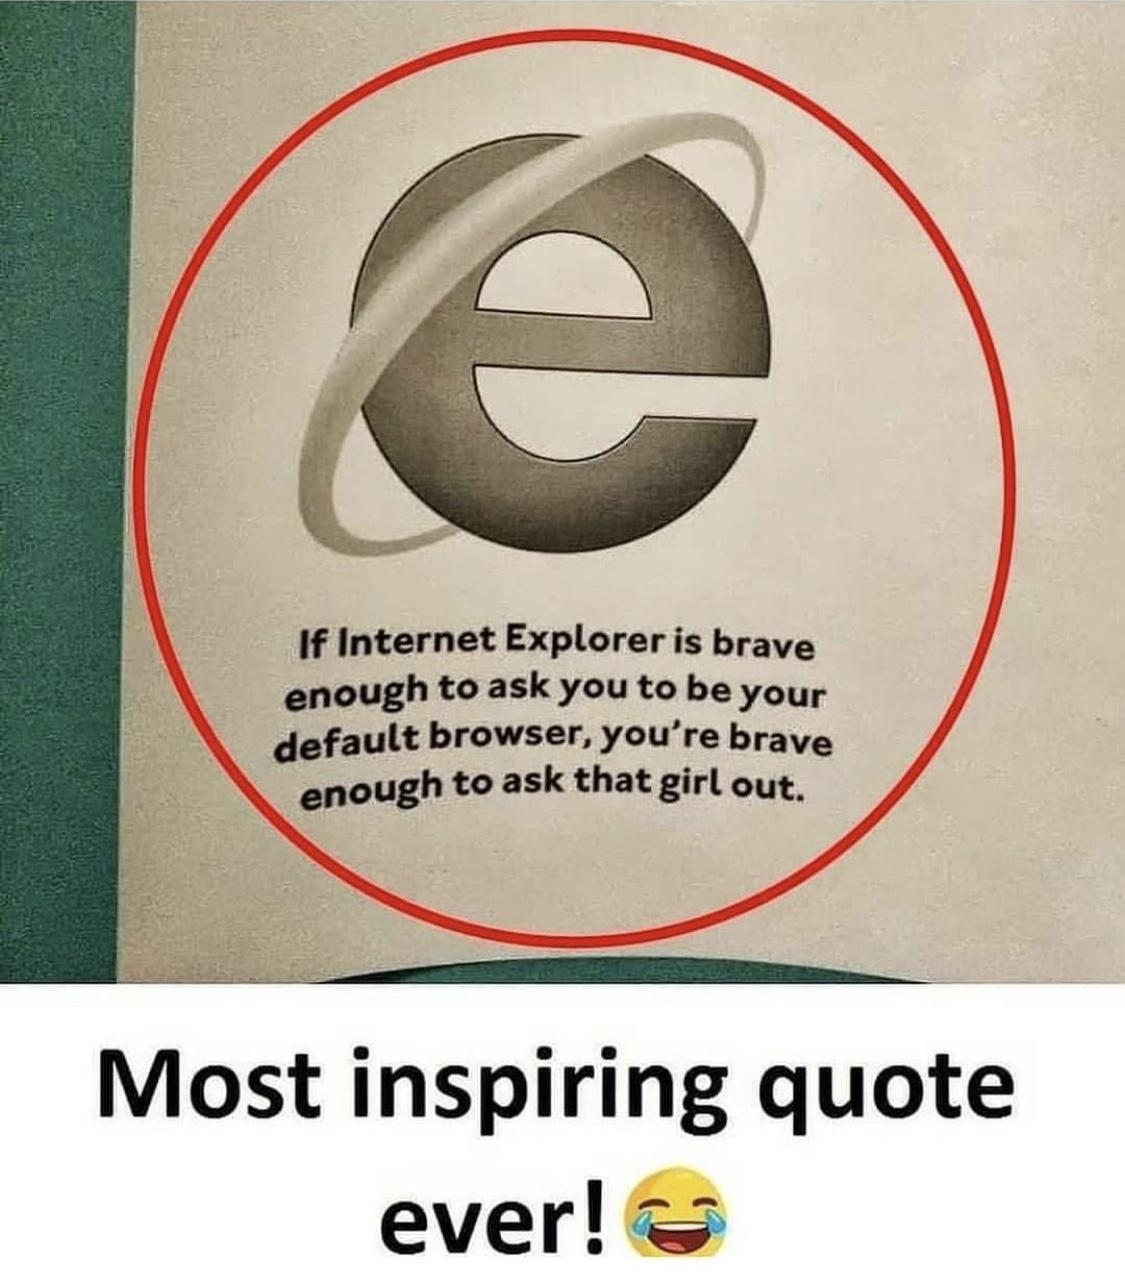 If Internet Explorer is brave
enough to ask you to be your
default browser, you're brave
enough to ask that girl out.
Most inspiring quote
ever!😂